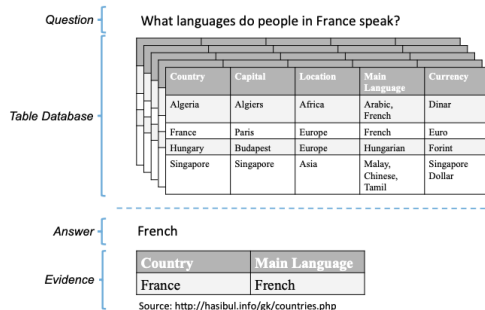 Question
What languages do people in France speak?
Table Database
Country Capital Location Main Language Currency
Algeria Algiers Africa Arabic, French Dinar
France Paris Europe French Euro
Hungary Budapest Europe Hungarian Forint
Singapore Singapore Asia Malay, Chinese, Tamil Singapore Dollar
Answer
French
Evidence
Country Main Language
France French
Source: http://hasibul.info/gk/countries.php